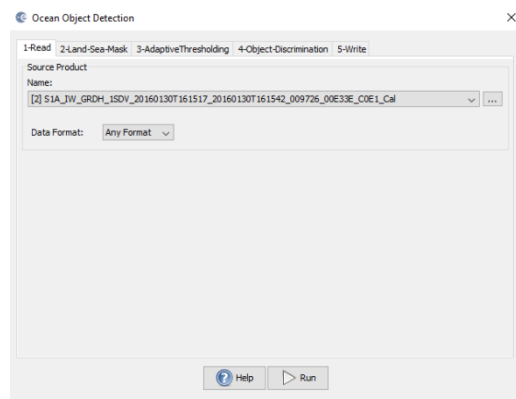 Ocean Object Detection
1-Read 2-Land-Sea-Mask 3-AdaptiveThresholding 4-Object-Discrimination 5-Write
Source Product
Name:
[2] S1A_IW_GRDH_1SDV_20160130T161517_20160130T161542_009726_00E33E_C0E1_Cal
...
Data Format: Any Format
Help Run